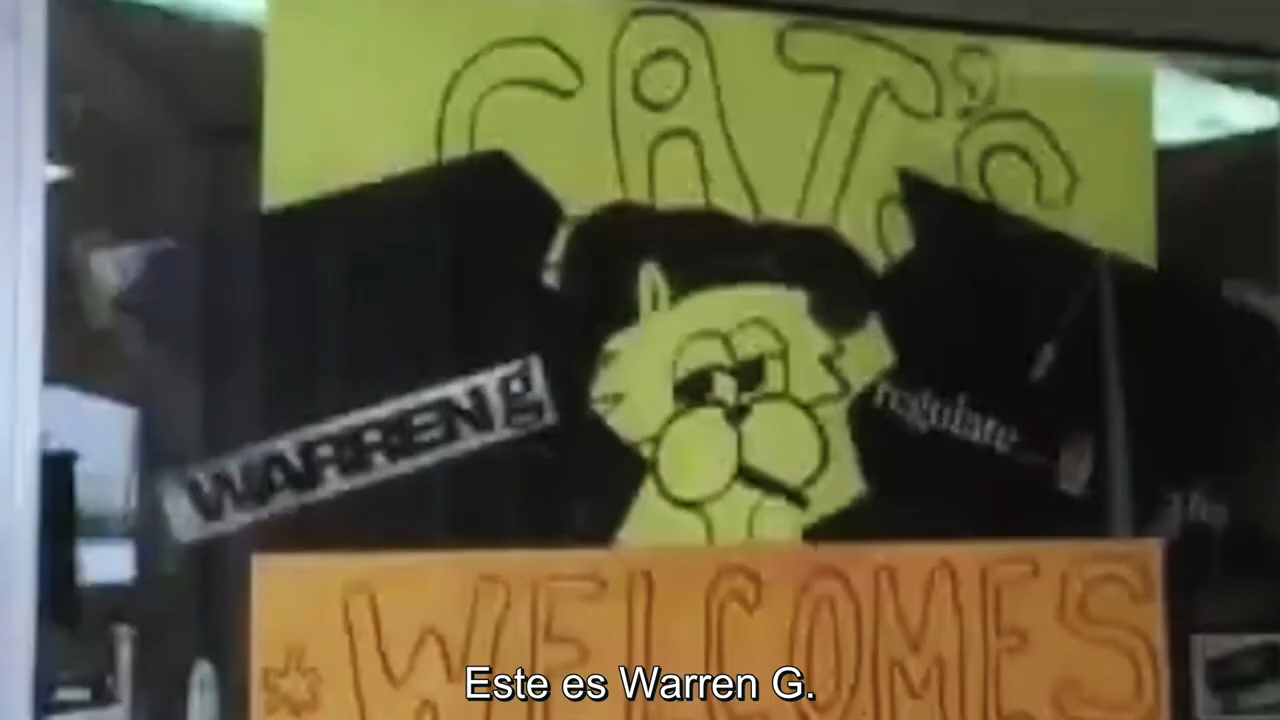 CAT'S
WARREN g
regulate...
* WELCOMES
Este es Warren G.